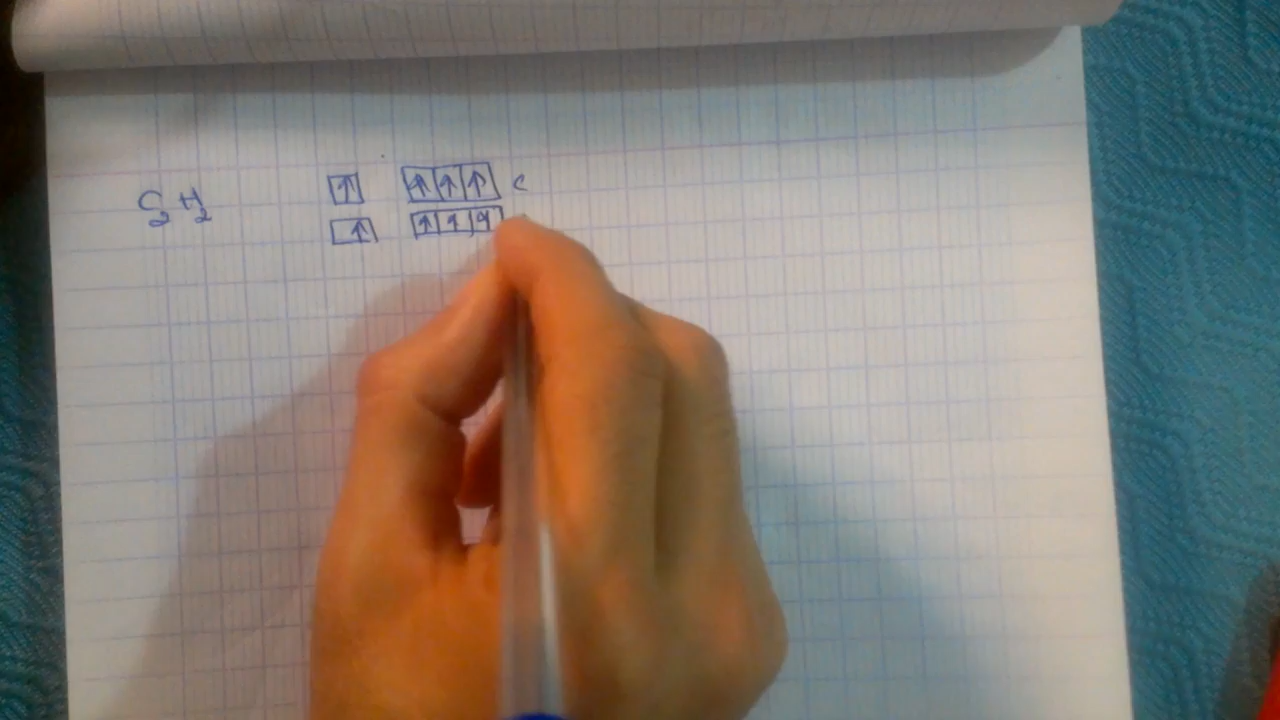 C₂H₂ ↑ ↑ ↑ ↑ C
↑ ↑ ↑ ↑